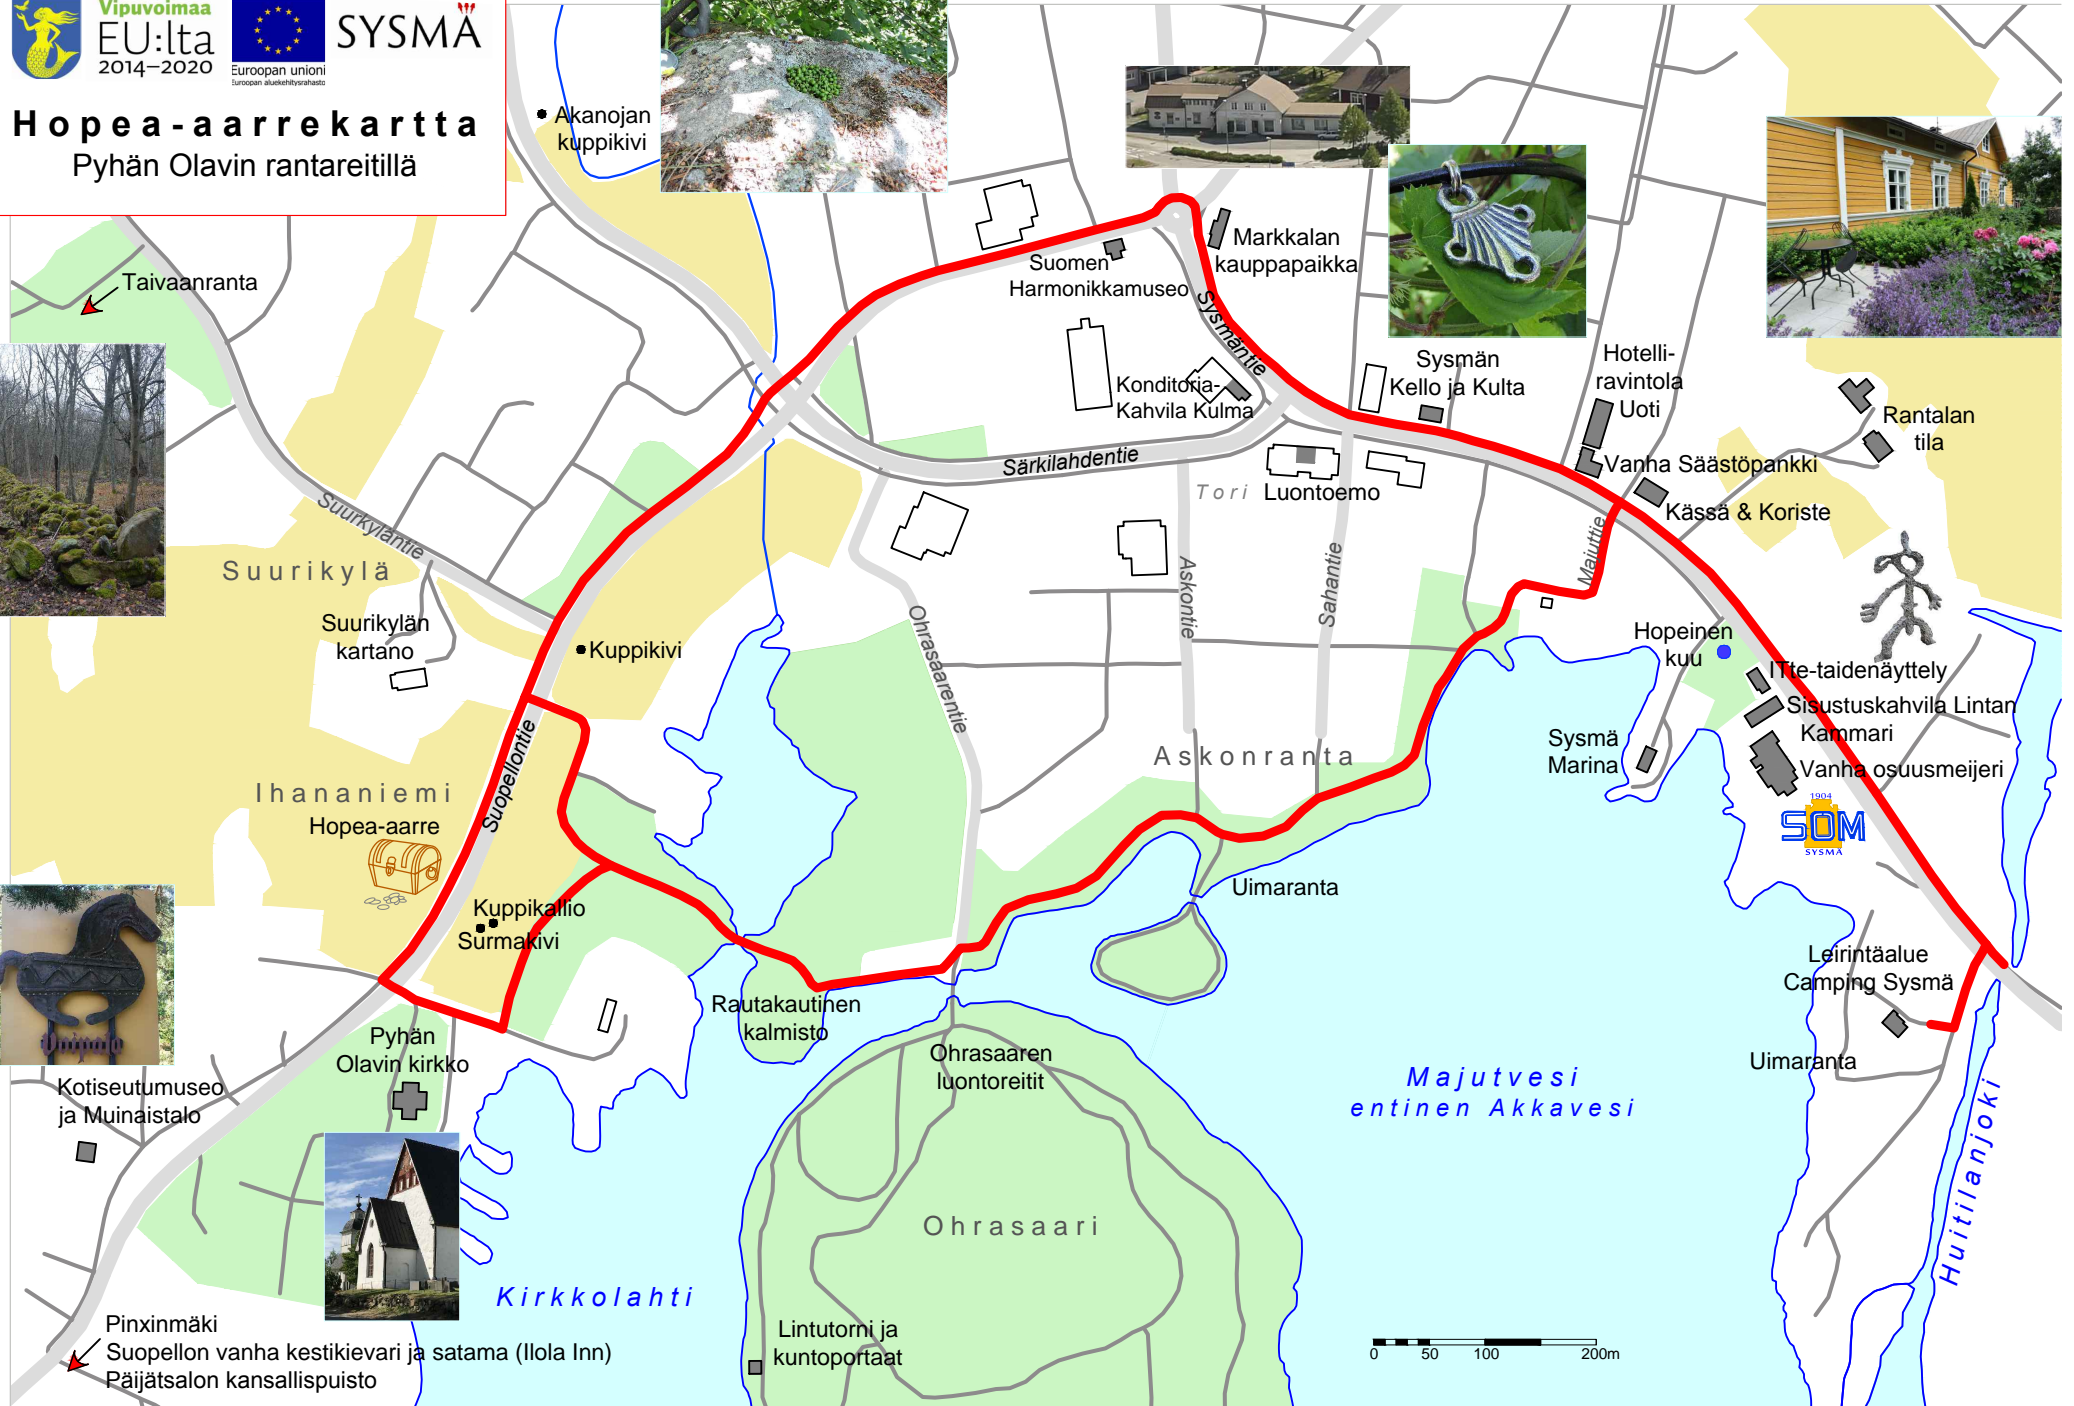 Vipuvoimaa
EU:lta
2014–2020
Euroopan unioni
Euroopan aluekehitysrahasto
SYSMÄ
Hopea-aarrekartta
Pyhän Olavin rantareitillä
Akanojan
kuppikivi
Taivaanranta
Suomen
Harmonikkamuseo
Markkalan
kauppapaikka
Sysmäntie
Konditoria-
Kahvila Kulma
Sysmän
Kello ja Kulta
Hotelli-
ravintola
Uoti
Rantalan
tila
Särkilahdentie
Tori
Luontoemo
Vanha Säästöpankki
Kässä & Koriste
Suurkyläntie
Suurikylä
Suurikylän
kartano
Kuppikivi
Ohrasaarentie
Askontie
Sahantie
Majuttie
Hopeinen
kuu
ITte-taidenäyttely
Sisustuskahvila Lintan
Kammari
Vanha osuusmeijeri
Sysmä
Marina
1904
SOM
SYSMÄ
Askonranta
Suopellontie
Ihananiemi
Hopea-aarre
Kuppikallio
Surmakivi
Uimaranta
Rautakautinen
kalmisto
Pyhän
Olavin kirkko
Ohrasaaren
luontoreitit
Leirintäalue
Camping Sysmä
Uimaranta
Majutvesi
entinen Akkavesi
Huitilanjoki
Kotiseutumuseo
ja Muinaistalo
Ohrasaari
Kirkkolahti
Lintutorni ja
kuntoportaat
Pinxinmäki
Suopellon vanha kestikievari ja satama (Ilola Inn)
Päijätsalon kansallispuisto
0 50 100 200m